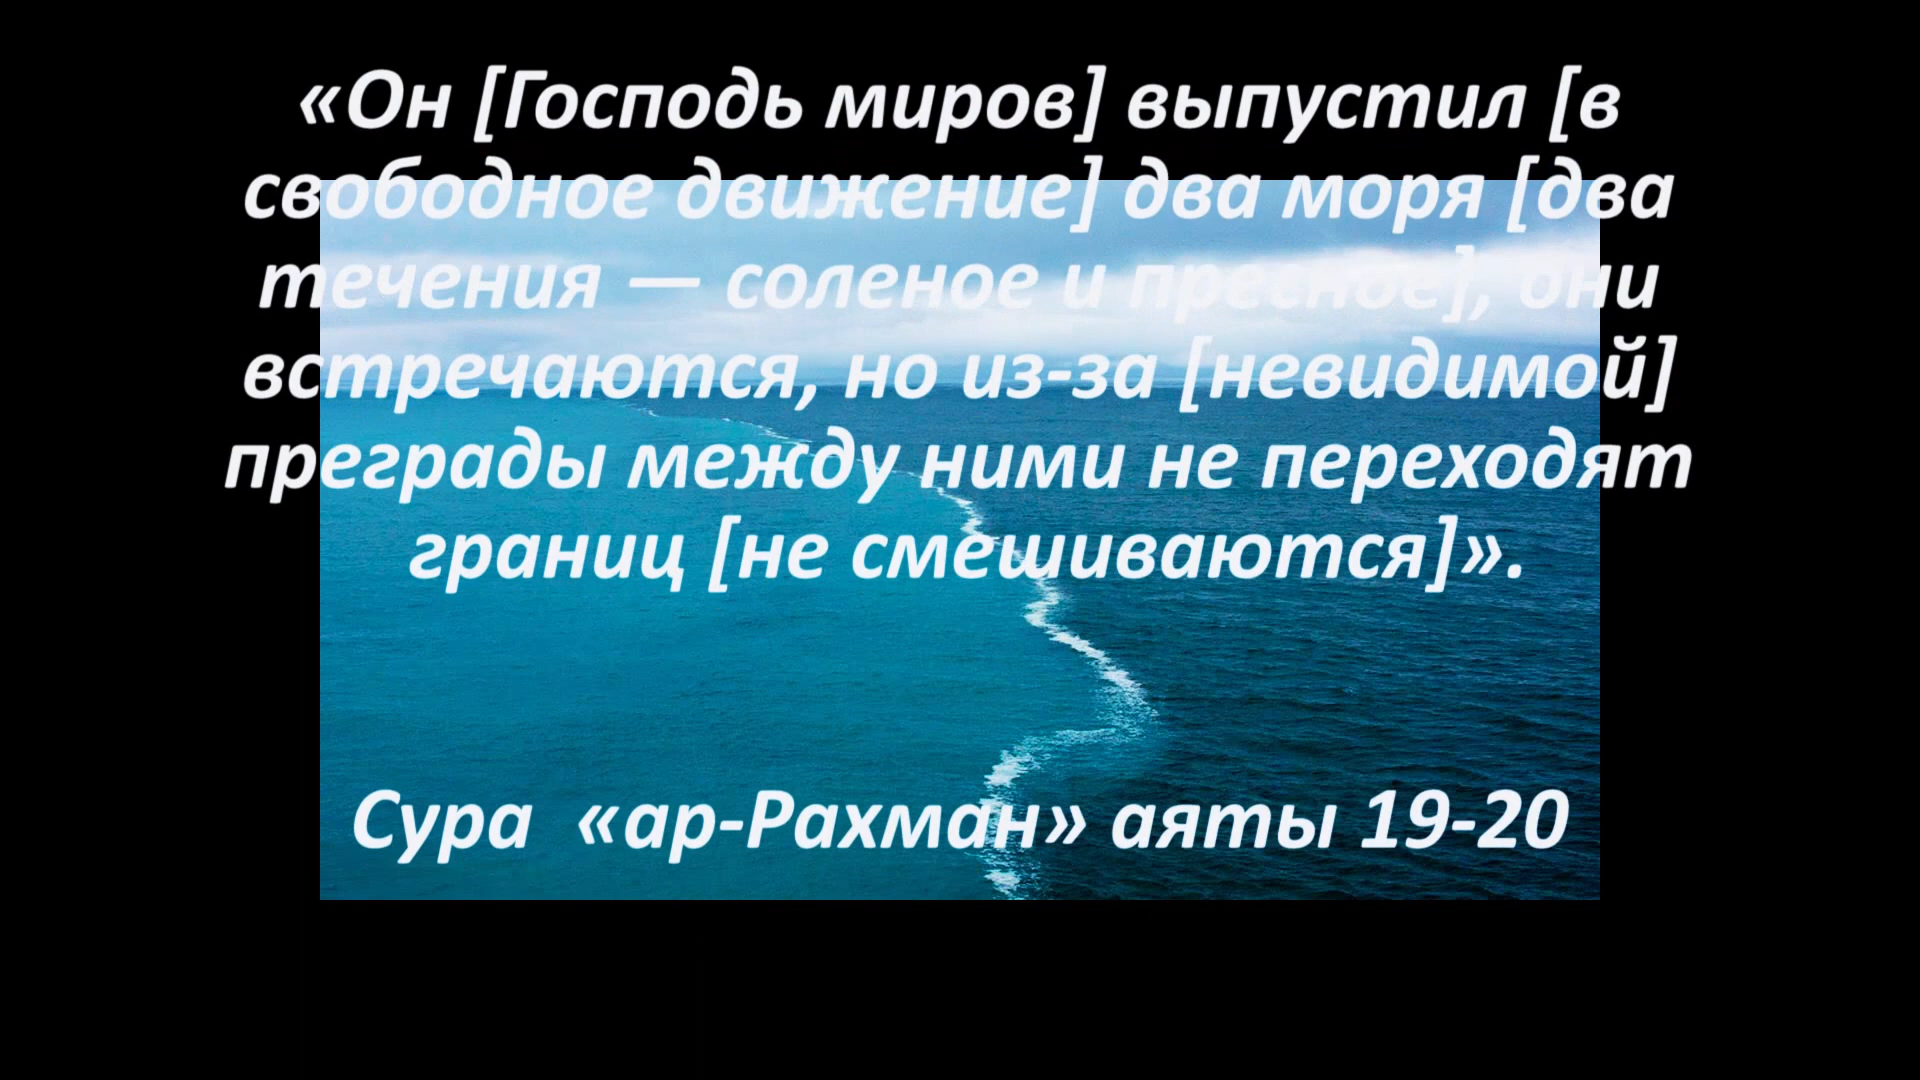 «Он [Господь миров] выпустил [в
свободное движение] два моря [два
течения — соленое и пресное], они
встречаются, но из-за [невидимой]
преграды между ними не переходят
границ [не смешиваются]».
Сура «ар-Рахман» аяты 19-20